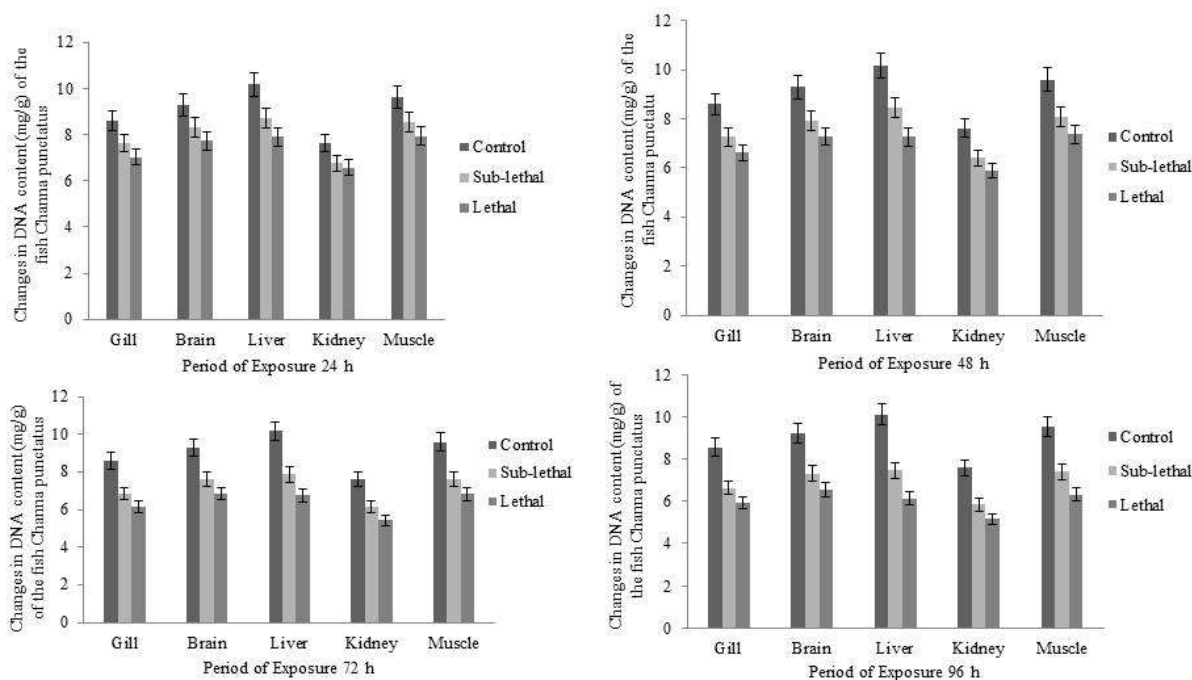 Changes in DNA content (mg/g) of the
fish Channa punctatus
12
10
8
6
4
2
0
Gill Brain Liver Kidney Muscle
Period of Exposure 24 h
Control
Sub-lethal
Lethal
Changes in DNA content (mg/g) of the
fish Channa punctatu
12
10
8
6
4
2
0
Gill Brain Liver Kidney Muscle
Period of Exposure 48 h
Control
Sub-lethal
Lethal
Changes in DNA content (mg/g)
of the fish Channa punctatus
12
10
8
6
4
2
0
Gill Brain Liver Kidney Muscle
Period of Exposure 72 h
Control
Sub-lethal
Lethal
Changes in DNA content (mg/g) of
the fish Channa punctatus
12
10
8
6
4
2
0
Gill Brain Liver Kidney Muscle
Period of Exposure 96 h
Control
Sub-lethal
Lethal